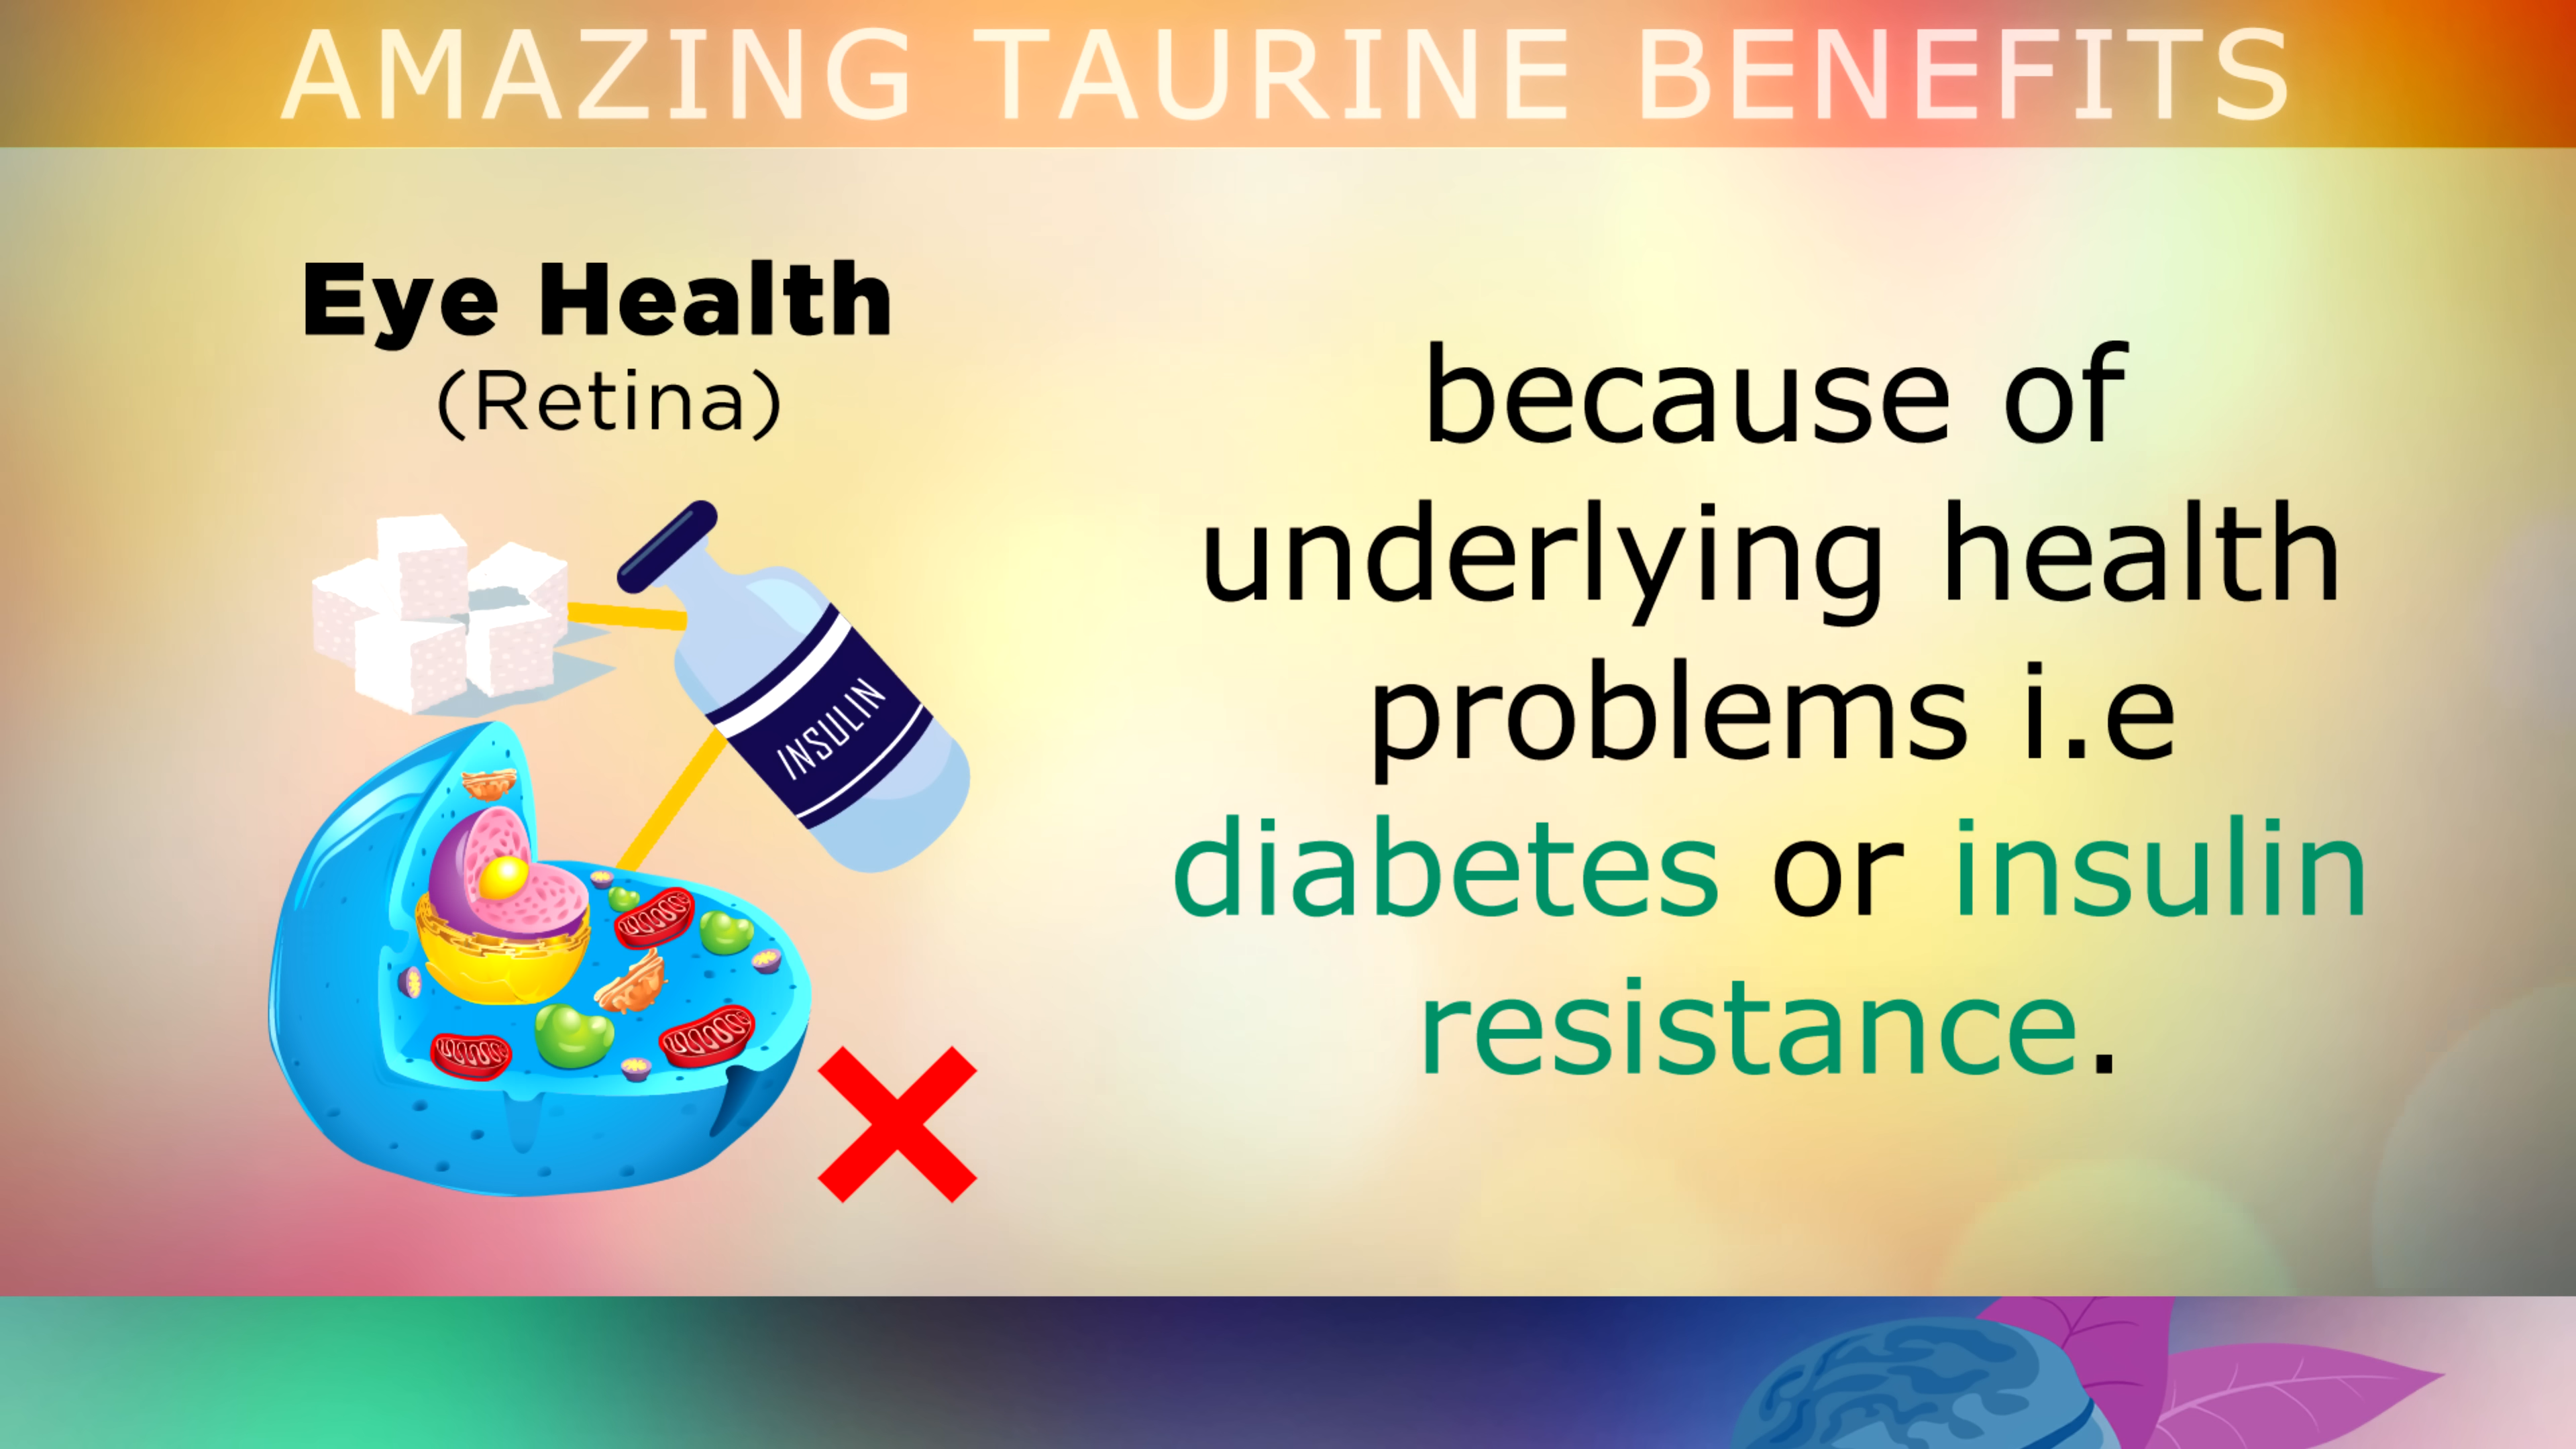 AMAZING TAURINE BENEFITS
Eye Health
(Retina)
INSULIN
because of
underlying health
problems i.e
diabetes or insulin
resistance.